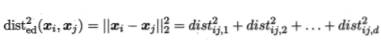 dist²_ed(x_i, x_j) = ||x_i − x_j||²_2 = dist²_ij,1 + dist²_ij,2 + … + dist²_ij,d